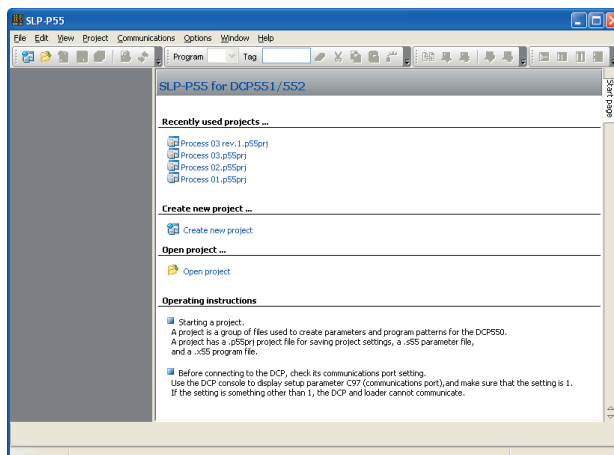 SLP-P55
File Edit View Project Communications Options Window Help
Program Tag
SLP-P55 for DCP551/552
Start page
Recently used projects ...
Process 03 rev.1.p55prj
Process 03.p55prj
Process 02.p55prj
Process 01.p55prj
Create new project ...
Create new project
Open project ...
Open project
Operating instructions
Starting a project.
A project is a group of files used to create parameters and program patterns for the DCP550.
A project has a .p55prj project file for saving project settings, a .s55 parameter file,
and a .x55 program file.
Before connecting to the DCP, check its communications port setting.
Use the DCP console to display setup parameter C97 (communications port),and make sure that the setting is 1.
If the setting is something other than 1, the DCP and loader cannot communicate.